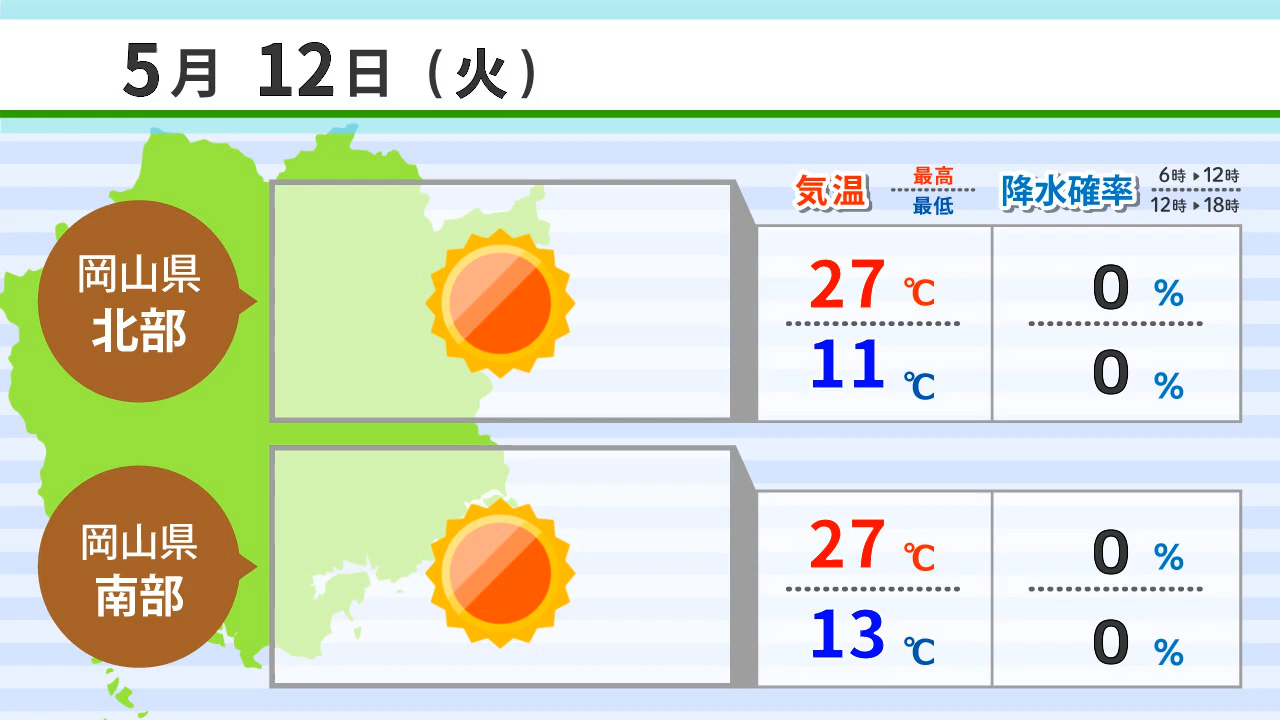 5月 12日（火）
気温 最高 最低
降水確率 6時▶12時 12時▶18時
岡山県
北部
27℃
11℃
0%
0%
岡山県
南部
27℃
13℃
0%
0%